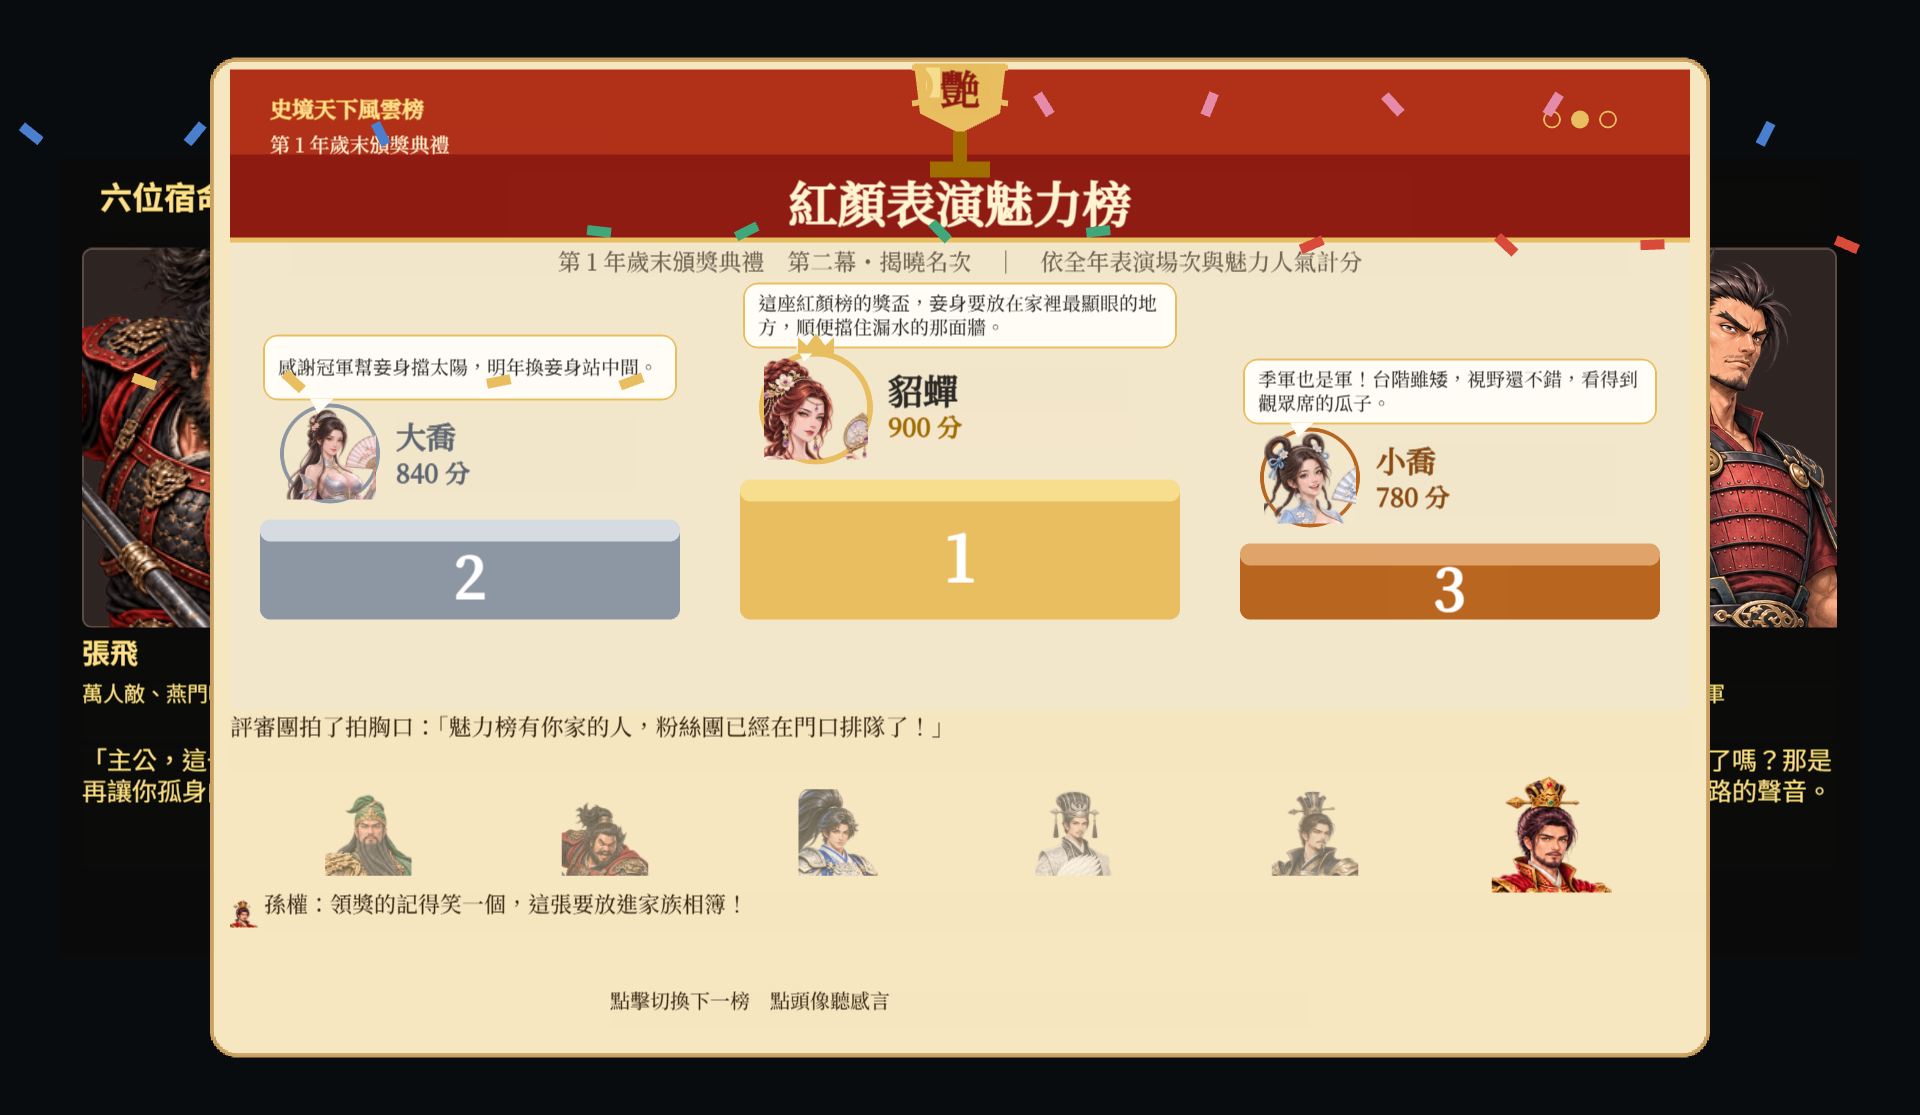 史境天下風雲榜
第 1 年歲末頒獎典禮
艷
紅顏表演魅力榜
第 1 年歲末頒獎典禮　第二幕・揭曉名次　｜　依全年表演場次與魅力人氣計分
感謝冠軍幫妾身擋太陽，明年換妾身站中間。
大喬
840 分
2
這座紅顏榜的獎盃，妾身要放在家裡最顯眼的地
方，順便擋住漏水的那面牆。
貂蟬
900 分
1
季軍也是軍！台階雖矮，視野還不錯，看得到
觀眾席的瓜子。
小喬
780 分
3
評審團拍了拍胸口：「魅力榜有你家的人，粉絲團已經在門口排隊了！」
孫權：領獎的記得笑一個，這張要放進家族相簿！
點擊切換下一榜　點頭像聽感言
六位宿命
張飛
萬人敵、燕門
「主公，這
再讓你孤身
軍
了嗎？那是
路的聲音。